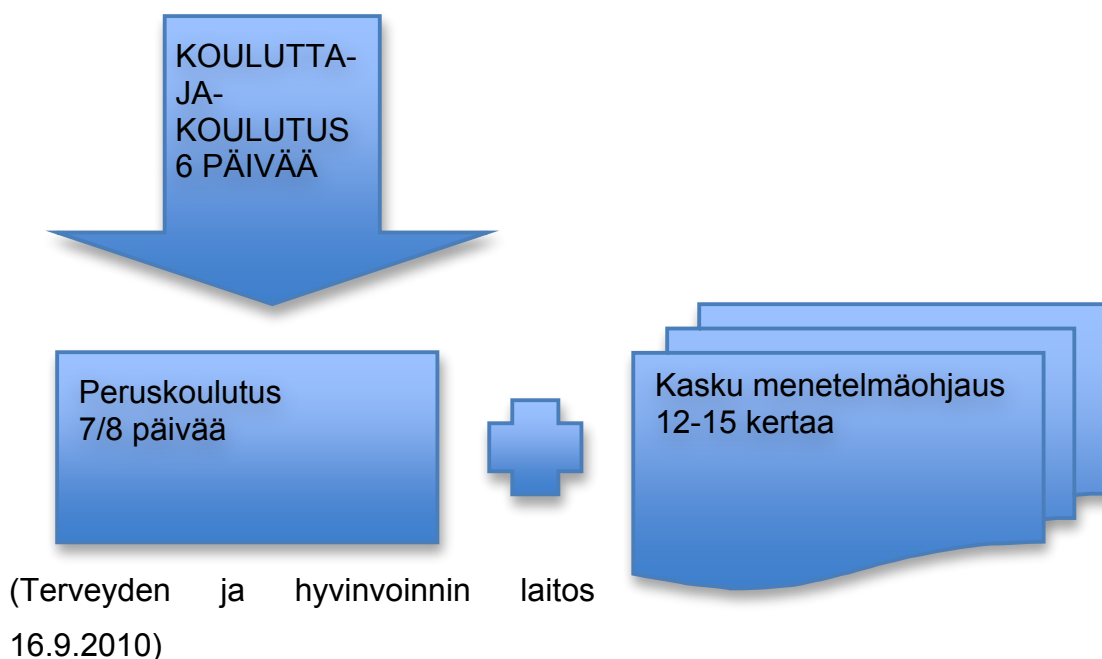 KOULUTTA-
JA-
KOULUTUS
6 PÄIVÄÄ
Peruskoulutus
7/8 päivää
Kasku menetelmäohjaus
12-15 kertaa
(Terveyden ja hyvinvoinnin laitos
16.9.2010)